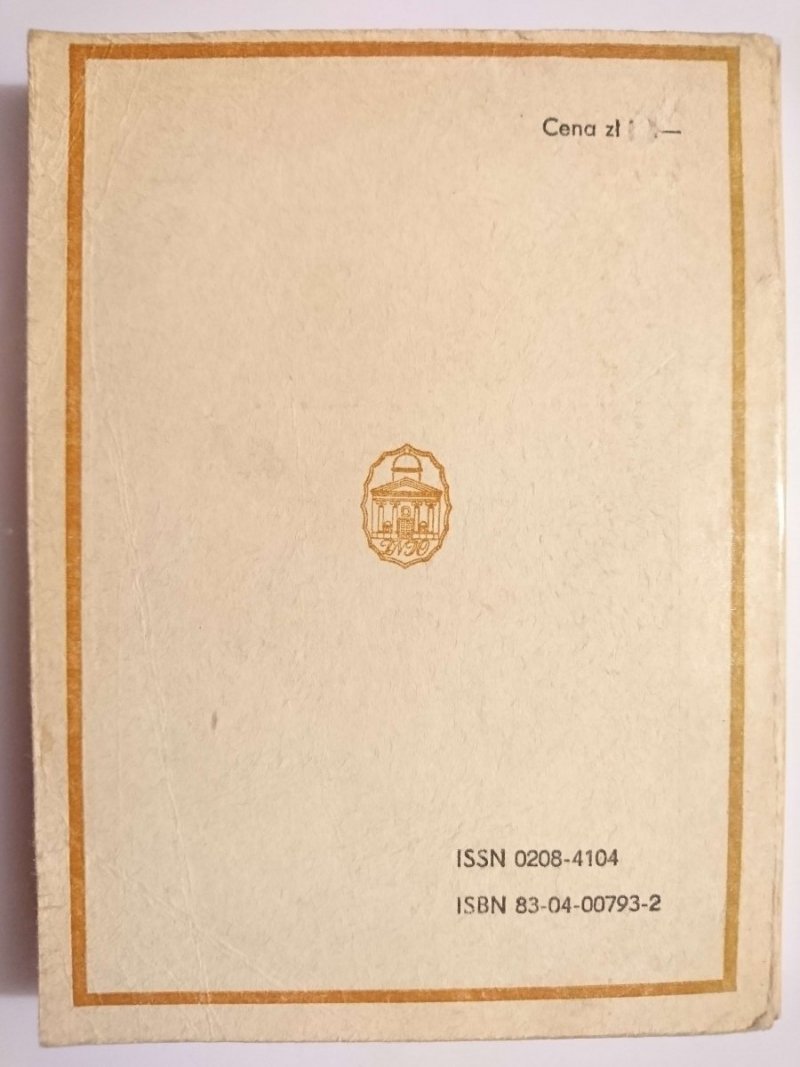 Cena zł
ISSN 0208-4104
ISBN 83-04-00793-2